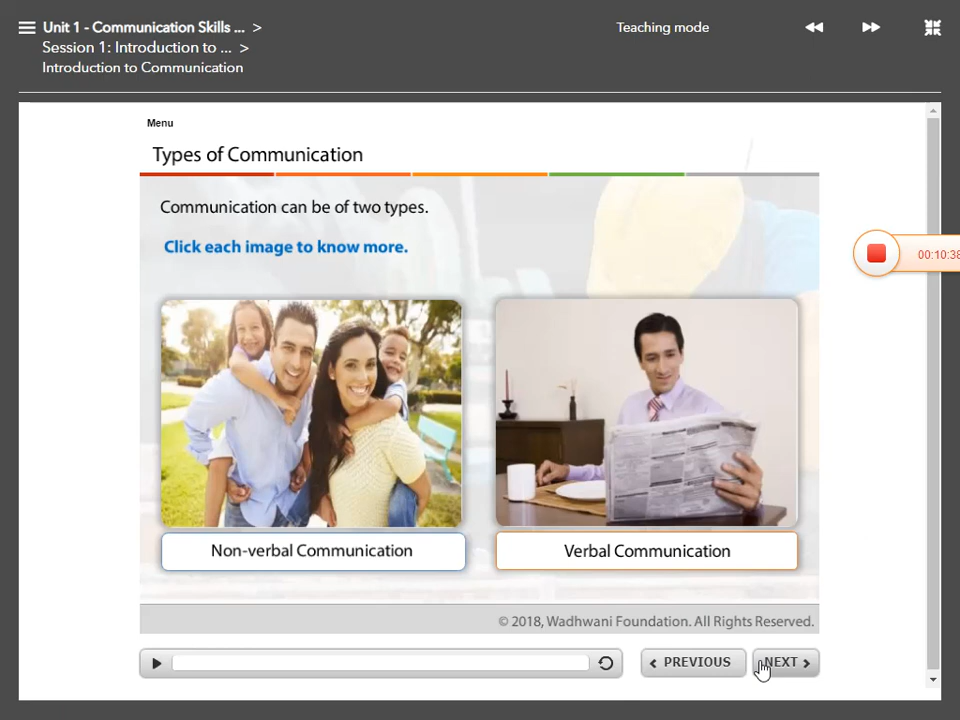 Unit 1 - Communication Skills ... >
Teaching mode
Session 1: Introduction to ... >
Introduction to Communication
Menu
Types of Communication
Communication can be of two types.
Click each image to know more.
00:10:38
Non-verbal Communication
Verbal Communication
© 2018, Wadhwani Foundation. All Rights Reserved.
PREVIOUS
NEXT